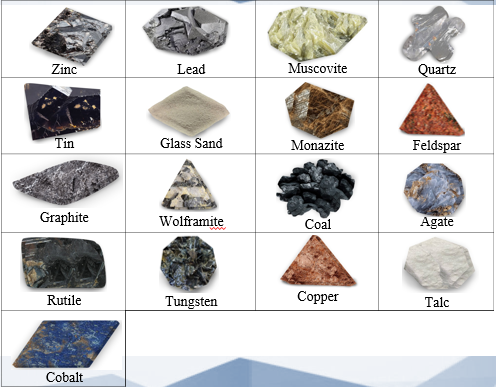 Zinc
Lead
Muscovite
Quartz
Tin
Glass Sand
Monazite
Feldspar
Graphite
Wolframite
Coal
Agate
Rutile
Tungsten
Copper
Talc
Cobalt